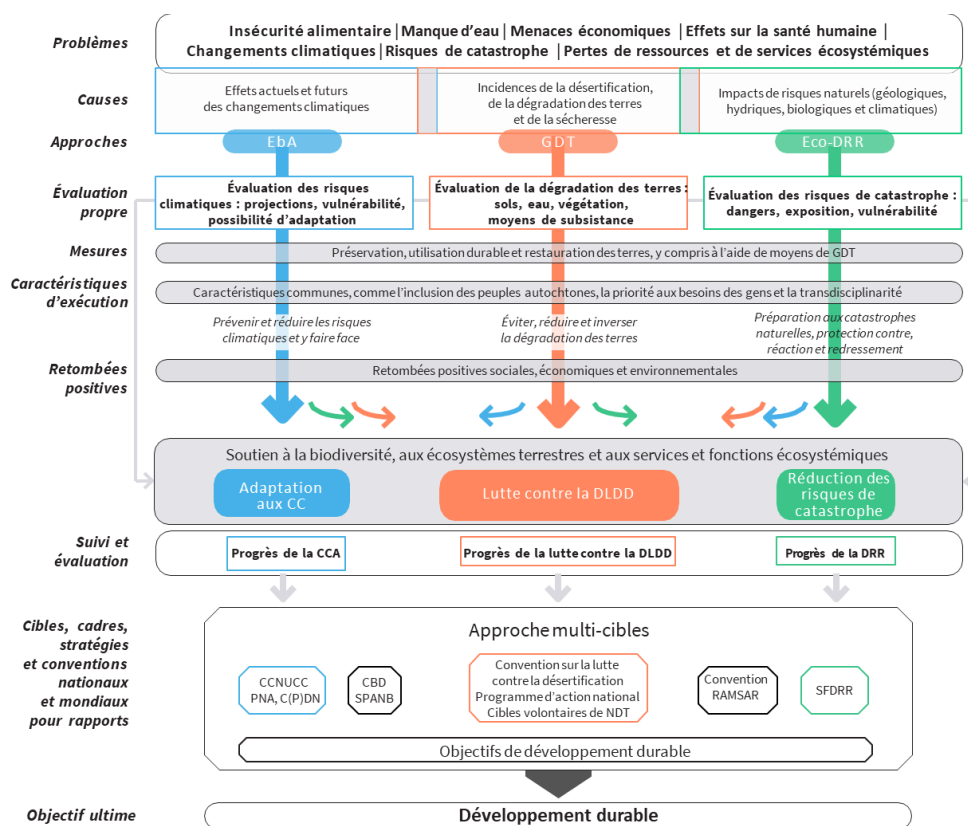 Problèmes
Insécurité alimentaire | Manque d'eau | Menaces économiques | Effets sur la santé humaine |
Changements climatiques | Risques de catastrophe | Pertes de ressources et de services écosystémiques
Causes
Effets actuels et futurs
des changements climatiques
Incidences de la désertification,
de la dégradation des terres
et de la sécheresse
Impacts de risques naturels (géologiques,
hydriques, biologiques et climatiques)
Approches
EbA
GDT
Eco-DRR
Évaluation
propre
Évaluation des risques
climatiques : projections, vulnérabilité,
possibilité d'adaptation
Évaluation de la dégradation des terres :
sols, eau, végétation,
moyens de subsistance
Évaluation des risques de catastrophe :
dangers, exposition, vulnérabilité
Mesures
Préservation, utilisation durable et restauration des terres, y compris à l'aide de moyens de GDT
Caractéristiques
d'exécution
Caractéristiques communes, comme l'inclusion des peuples autochtones, la priorité aux besoins des gens et la transdisciplinarité
Prévenir et réduire les risques
climatiques et y faire face
Éviter, réduire et inverser
la dégradation des terres
Préparation aux catastrophes
naturelles, protection contre,
réaction et redressement
Retombées
positives
Retombées positives sociales, économiques et environnementales
Soutien à la biodiversité, aux écosystèmes terrestres et aux services et fonctions écosystémiques
Adaptation
aux CC
Lutte contre la DLDD
Réduction des
risques de
catastrophe
Suivi et
évaluation
Progrès de la CCA
Progrès de la lutte contre la DLDD
Progrès de la DRR
Cibles, cadres,
stratégies
et conventions
nationaux
et mondiaux
pour rapports
Approche multi-cibles
CCNUCC
PNA, C(P)DN
CBD
SPANB
Convention sur la lutte
contre la désertification
Programme d'action national
Cibles volontaires de NDT
Convention
RAMSAR
SFDRR
Objectifs de développement durable
Objectif ultime
Développement durable